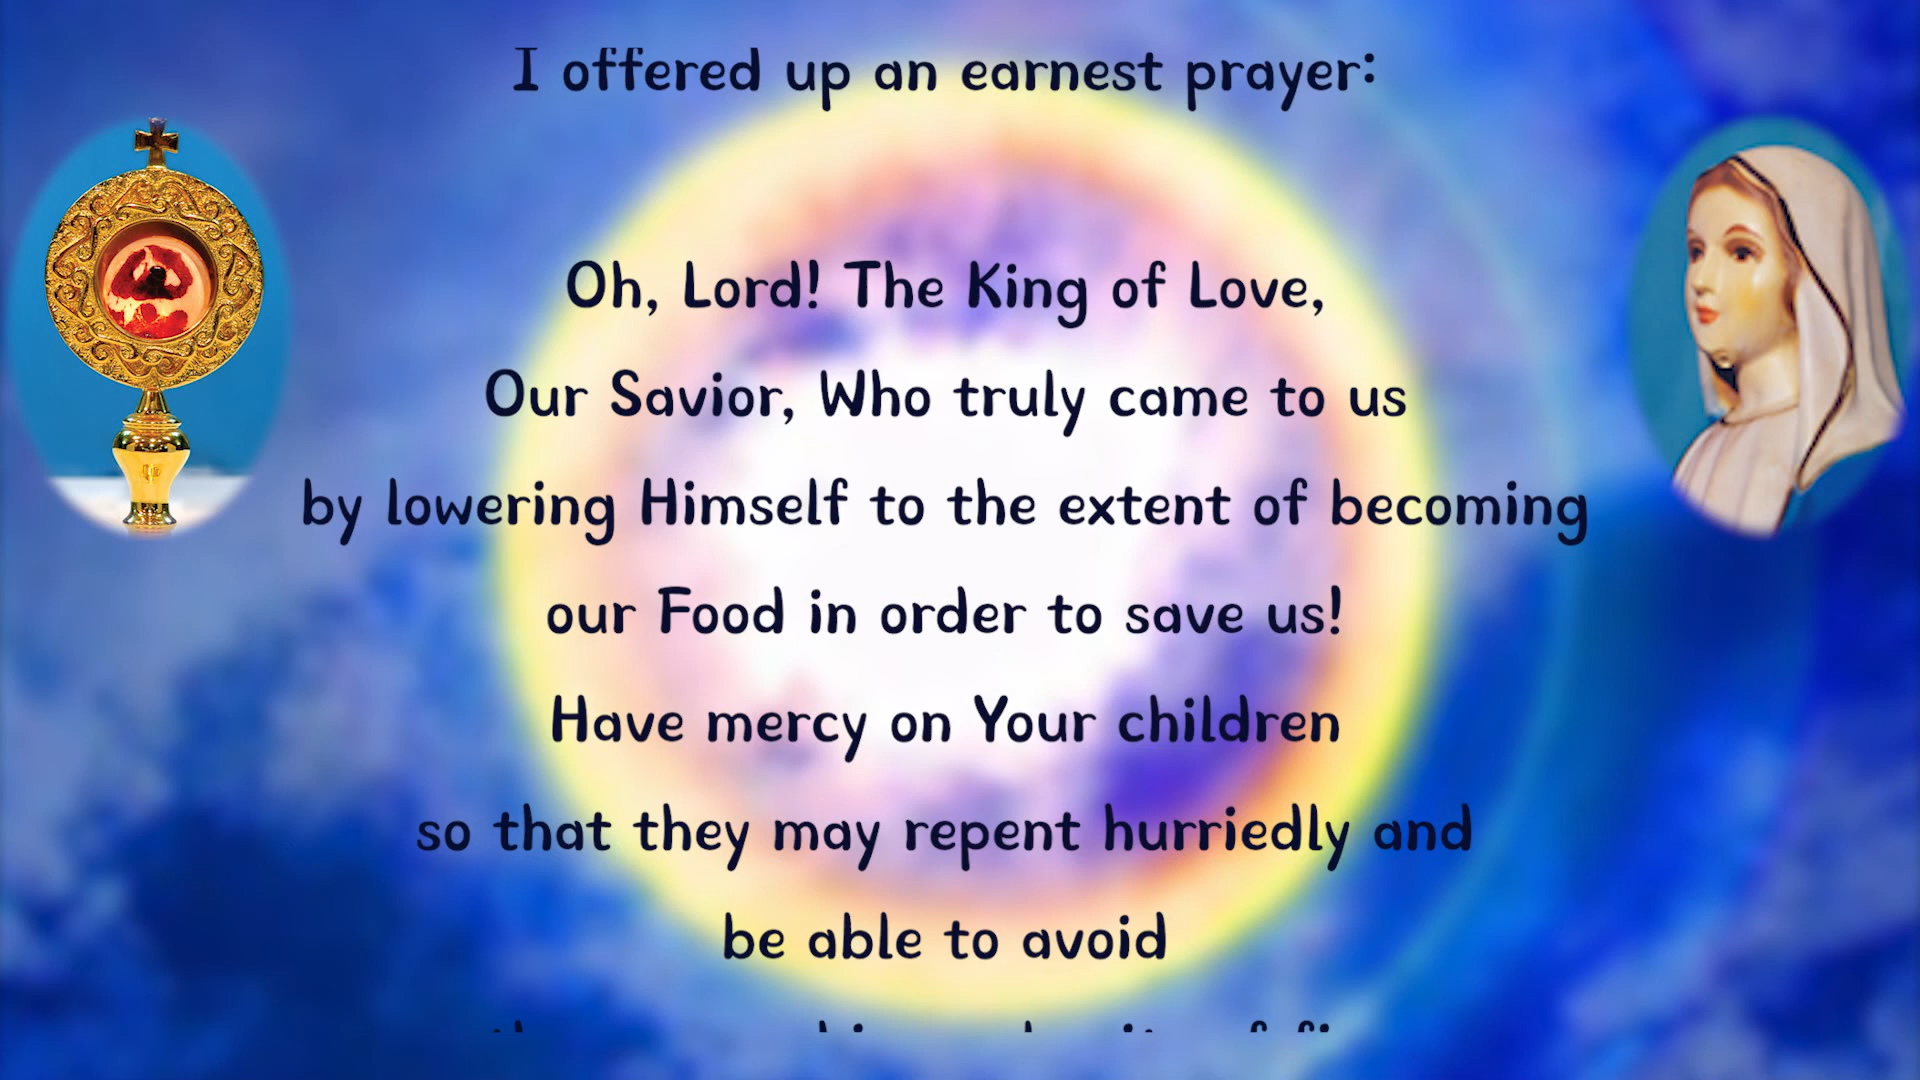 I offered up an earnest prayer:
Oh, Lord! The King of Love,
Our Savior, Who truly came to us
by lowering Himself to the extent of becoming
our Food in order to save us!
Have mercy on Your children
so that they may repent hurriedly and
be able to avoid